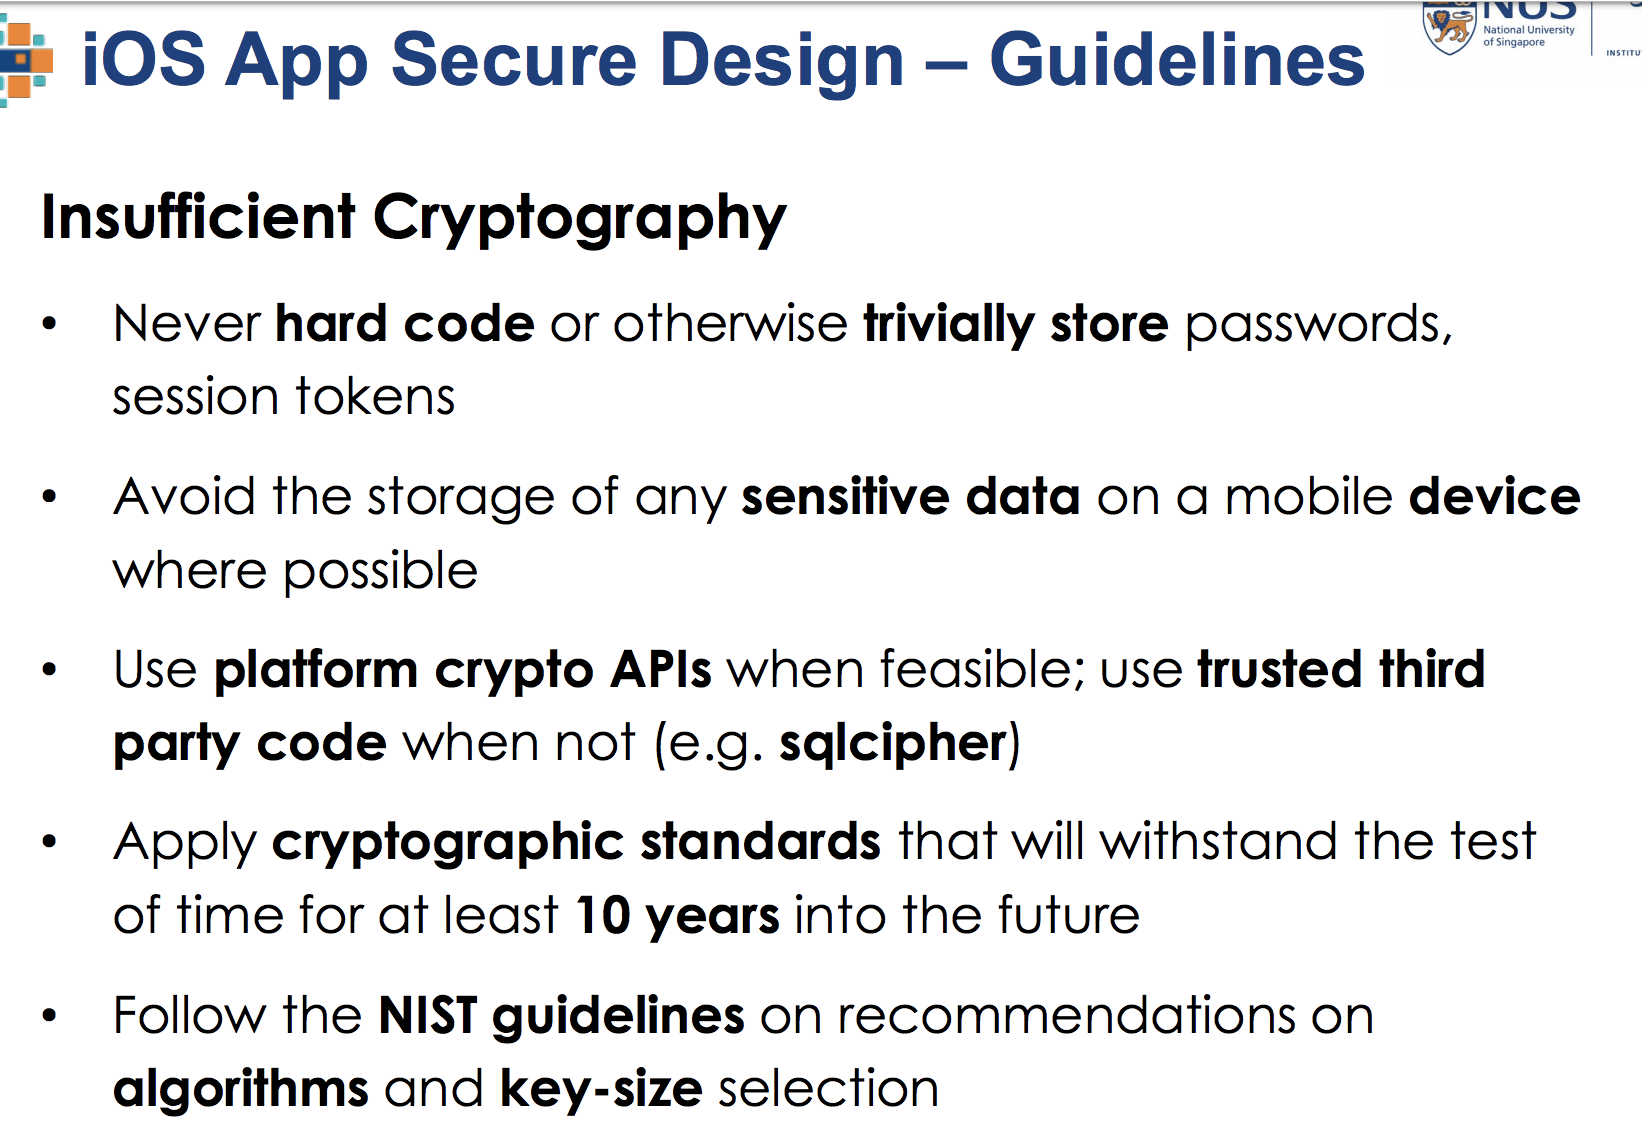 iOS App Secure Design – Guidelines
NUS
National University
of Singapore
Insufficient Cryptography
• Never hard code or otherwise trivially store passwords,
session tokens
• Avoid the storage of any sensitive data on a mobile device
where possible
• Use platform crypto APIs when feasible; use trusted third
party code when not (e.g. sqlcipher)
• Apply cryptographic standards that will withstand the test
of time for at least 10 years into the future
• Follow the NIST guidelines on recommendations on
algorithms and key-size selection